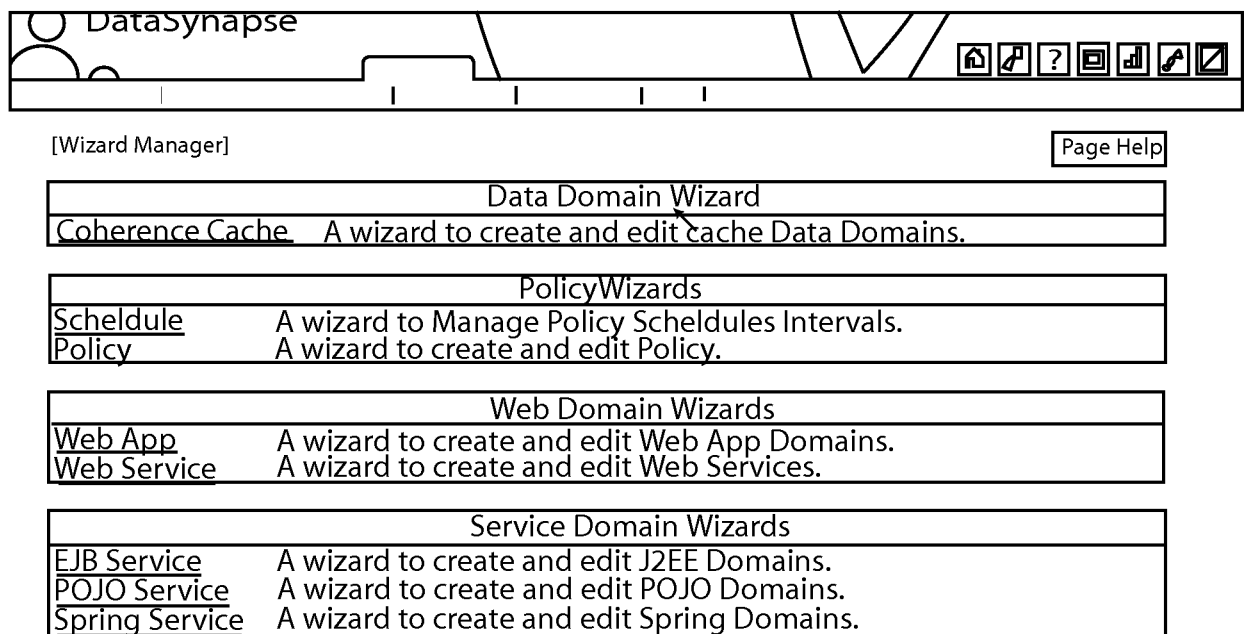 DataSynapse
?
[Wizard Manager]
Page Help
Data Domain Wizard
Coherence Cache A wizard to create and edit cache Data Domains.
PolicyWizards
Scheldule A wizard to Manage Policy Scheldules Intervals.
Policy A wizard to create and edit Policy.
Web Domain Wizards
Web App A wizard to create and edit Web App Domains.
Web Service A wizard to create and edit Web Services.
Service Domain Wizards
EJB Service A wizard to create and edit J2EE Domains.
POJO Service A wizard to create and edit POJO Domains.
Spring Service A wizard to create and edit Spring Domains.